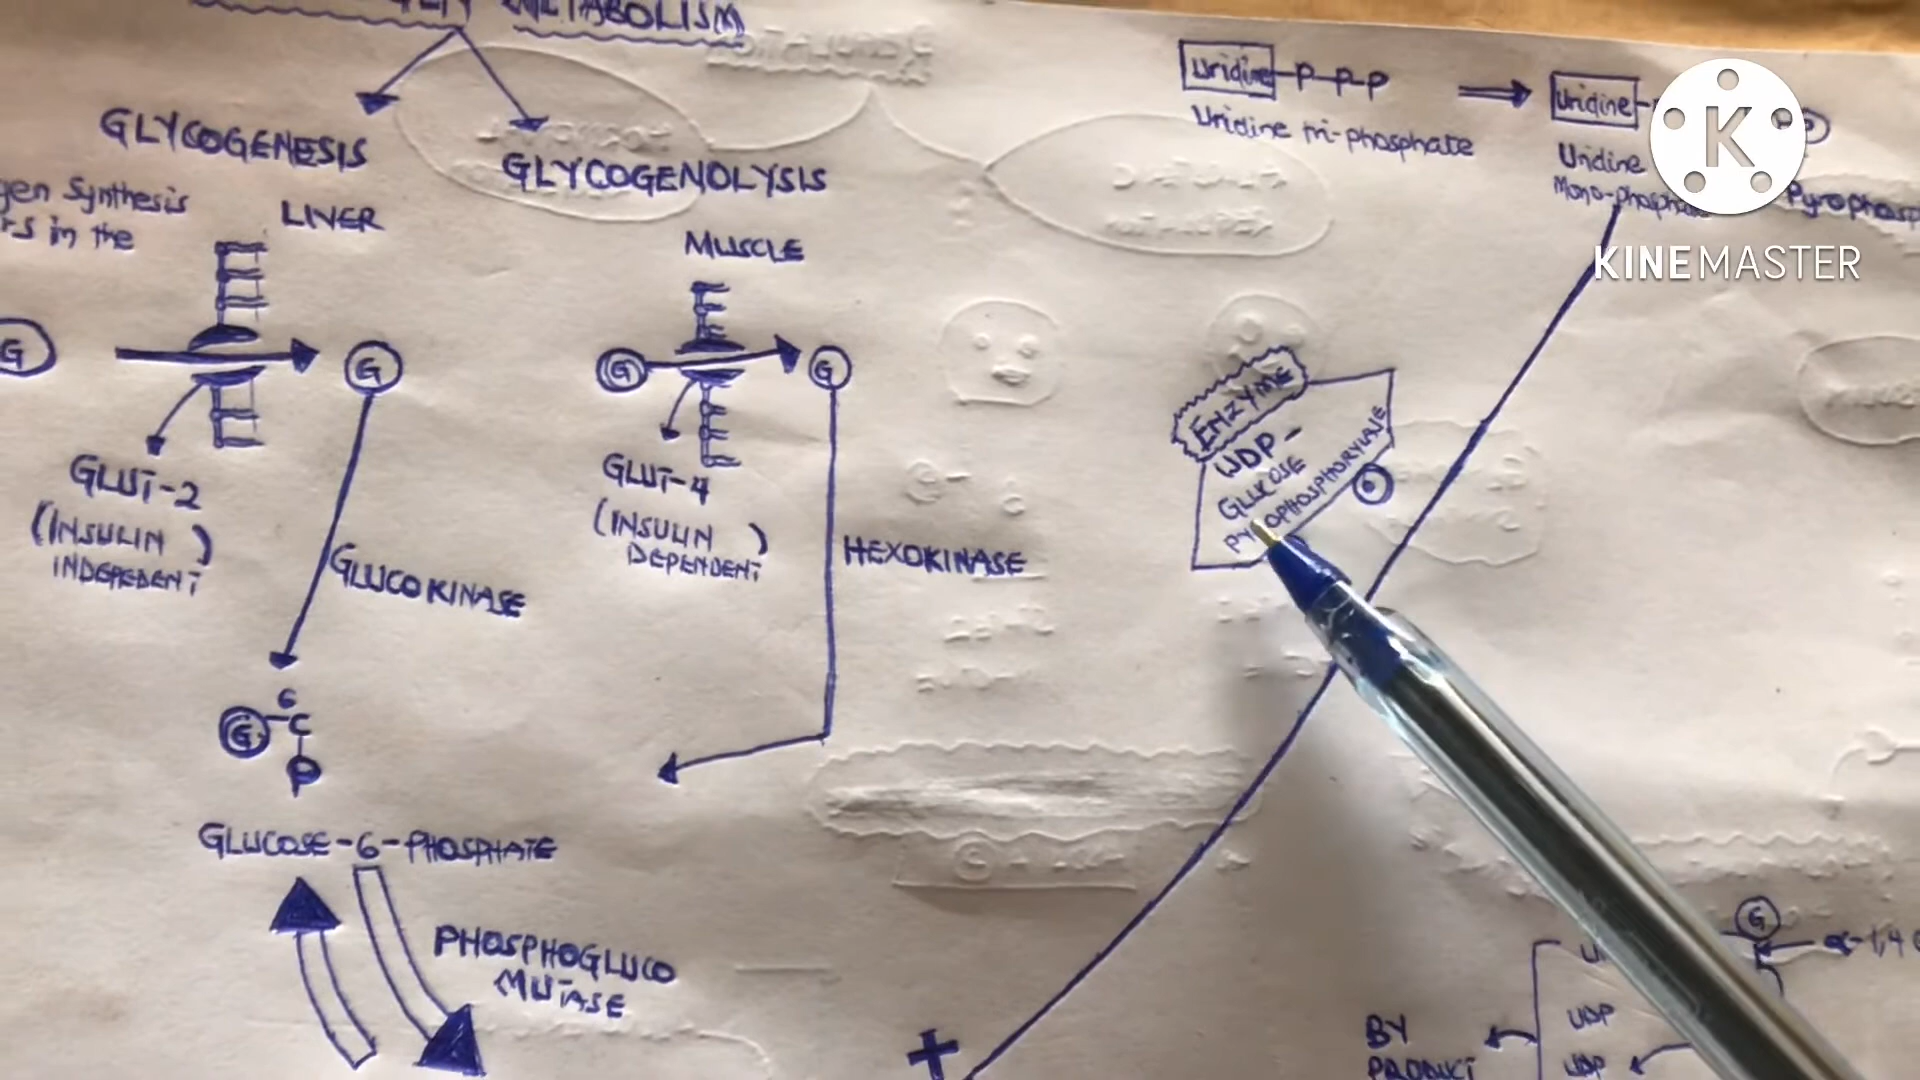 METABOLISM
GLYCOGENESIS
GLYCOGENOLYSIS
gen Synthesis
rs in the
LIVER
MUSCLE
G
G
G
G
GLUT-2
(INSULIN
INDEPEDENT)
GLUT-4
(INSULIN
DEPENDENT)
GLUCOKINASE
HEXOKINASE
6
G-C
P
GLUCOSE-6-PHOSPHATE
PHOSPHOGLUCO
MUTASE
Uridine-P-P-P
Uridine tri-phosphate
Uridine
Uridine
Mono-phosphate
Pyrophosp
K
KINEMASTER
ENZYME
UDP-
GLUCOSE
G
+
G
α-1,4
UDP
UDP
BY
PRODUCT